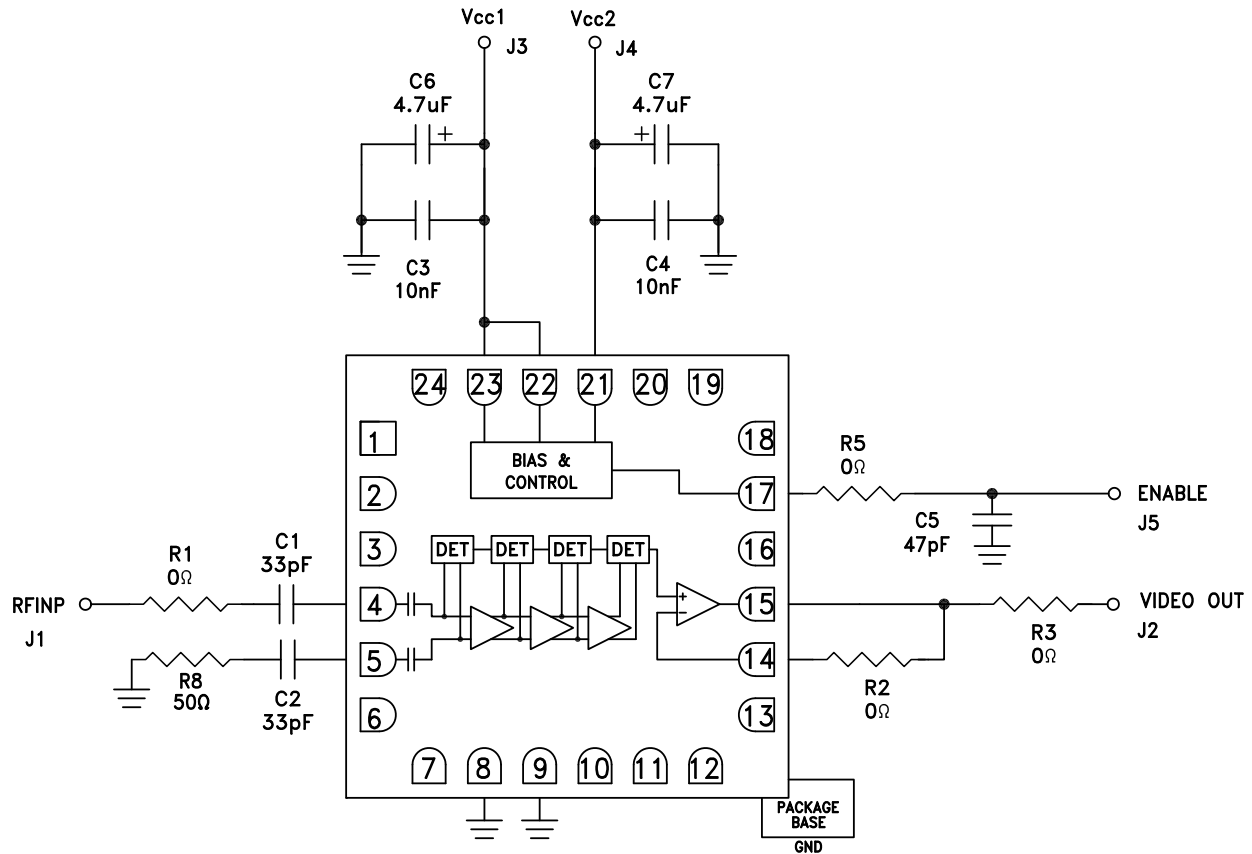 Vcc1
Vcc2
J3
J4
C6
4.7uF
+
C7
4.7uF
+
C3
10nF
C4
10nF
24
23
22
21
20
19
1
2
3
4
5
6
18
17
16
15
14
13
7
8
9
10
11
12
BIAS &
CONTROL
DET
DET
DET
DET
+
−
R5
0Ω
C5
47pF
ENABLE
J5
R1
0Ω
C1
33pF
RFINP
J1
R8
50Ω
C2
33pF
VIDEO OUT
J2
R3
0Ω
R2
0Ω
PACKAGE
BASE
GND